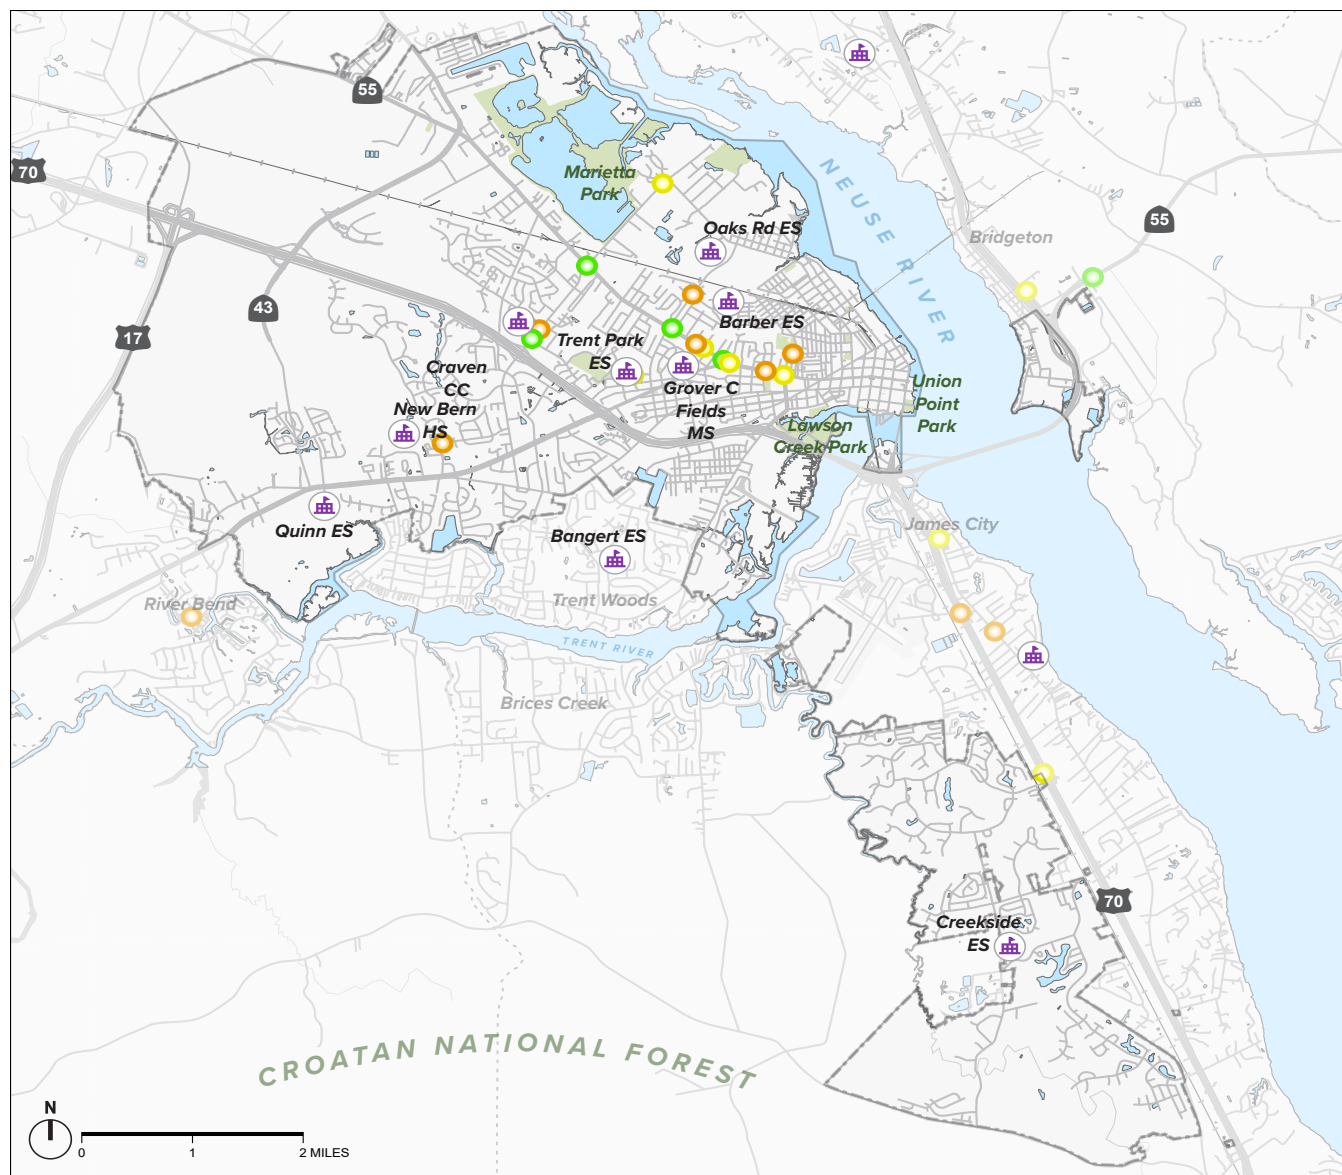 55
70
Marietta
Park
NEUSE RIVER
Oaks Rd ES
55
Bridgeton
43
17
Barber ES
Trent Park
ES
Craven
CC
Grover C
Fields
MS
Union
Point
Park
New Bern
HS
Lawson
Creek Park
Quinn ES
James City
Bangert ES
River Bend
Trent Woods
TRENT RIVER
Brices Creek
70
Creekside
ES
CROATAN NATIONAL FOREST
N
0
1
2 MILES